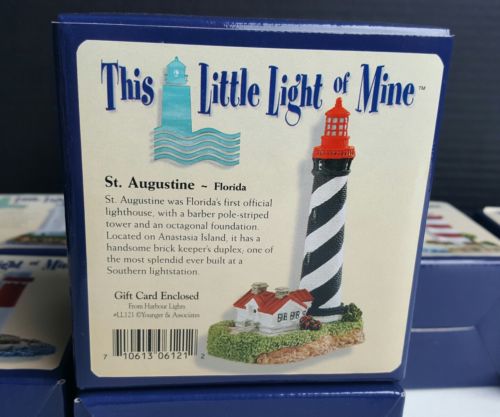 This Little Light of Mine™
St. Augustine ~ Florida
St. Augustine was Florida's first official
lighthouse, with a barber pole-striped
tower and an octagonal foundation.
Located on Anastasia Island, it has a
handsome brick keeper's duplex, one of
the most splendid ever built at a
Southern lightstation.
Gift Card Enclosed
From Harbour Lights
#LL121 ©Younger & Associates
7 10613 06121 2